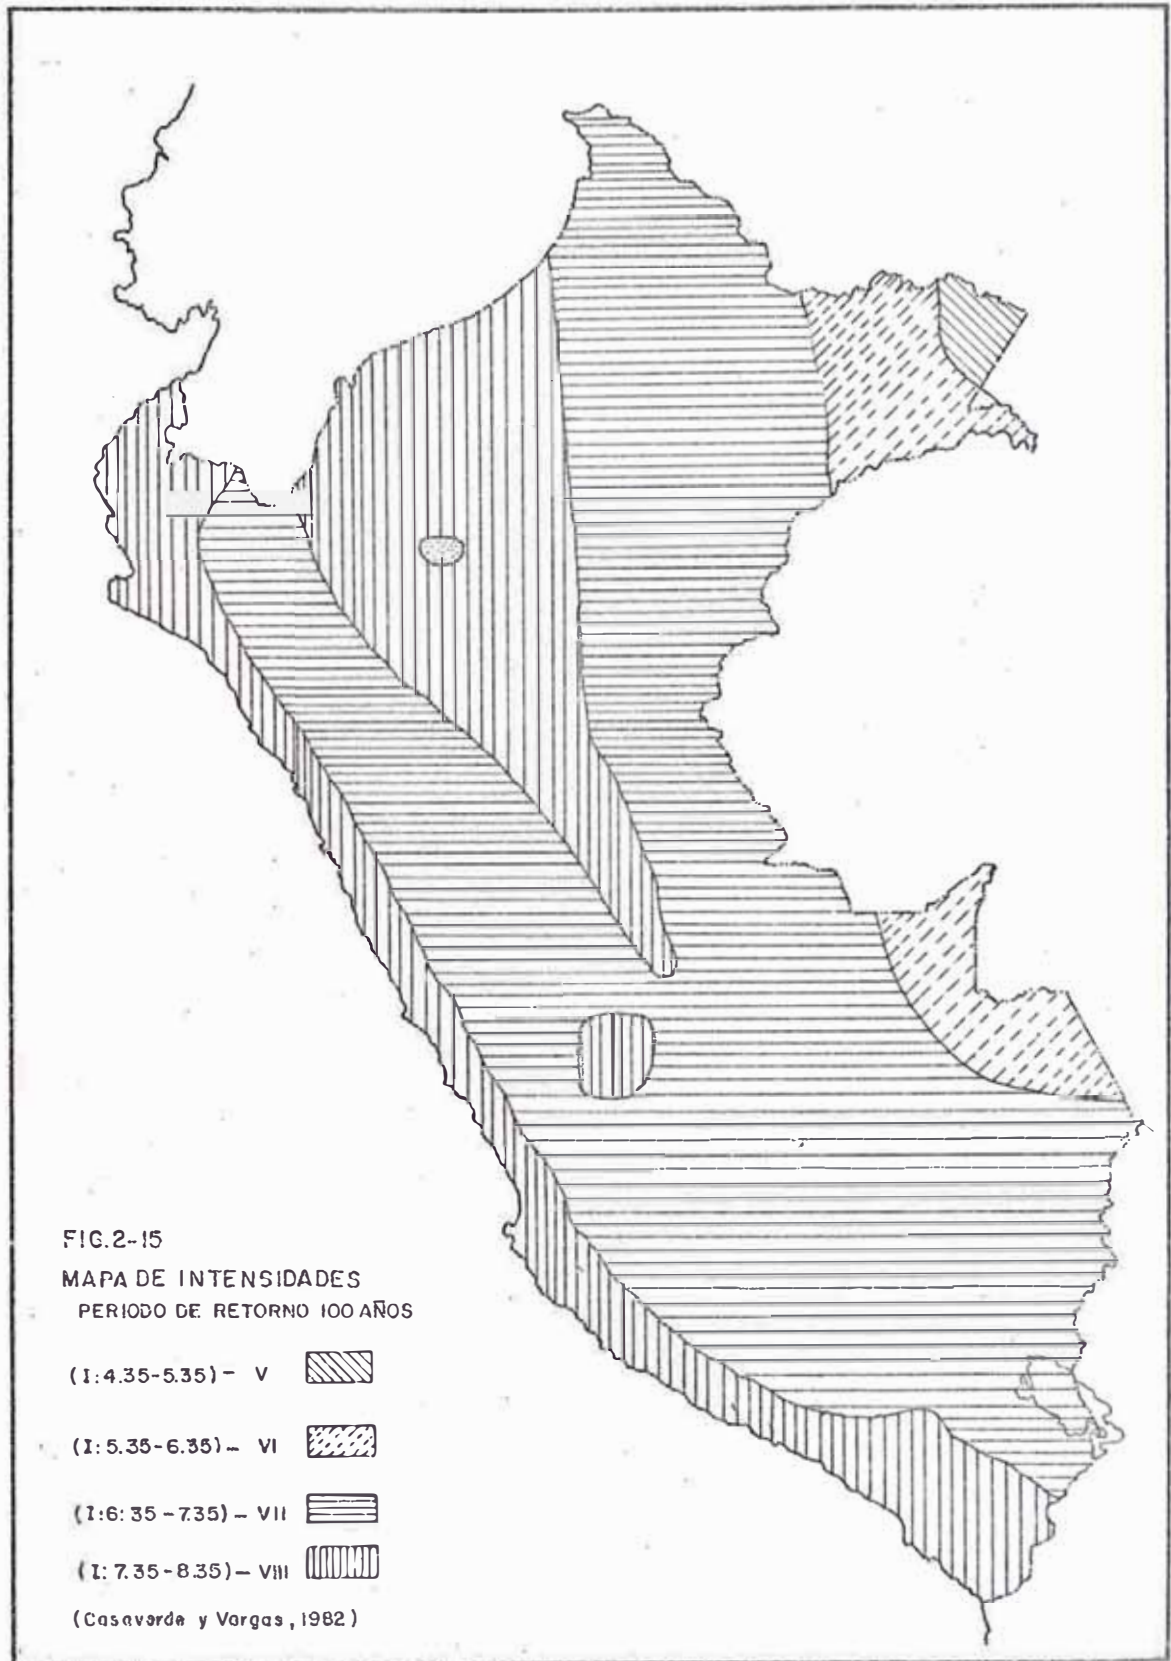 FIG.2-15
MAPA DE INTENSIDADES
PERIODO DE RETORNO 100 AÑOS
(I:4.35-5.35)- V
(I:5.35-6.35)- VI
(I:6:35-7.35)- VII
(I:7.35-8.35)- VIII
(Casaverde y Vargas, 1982)